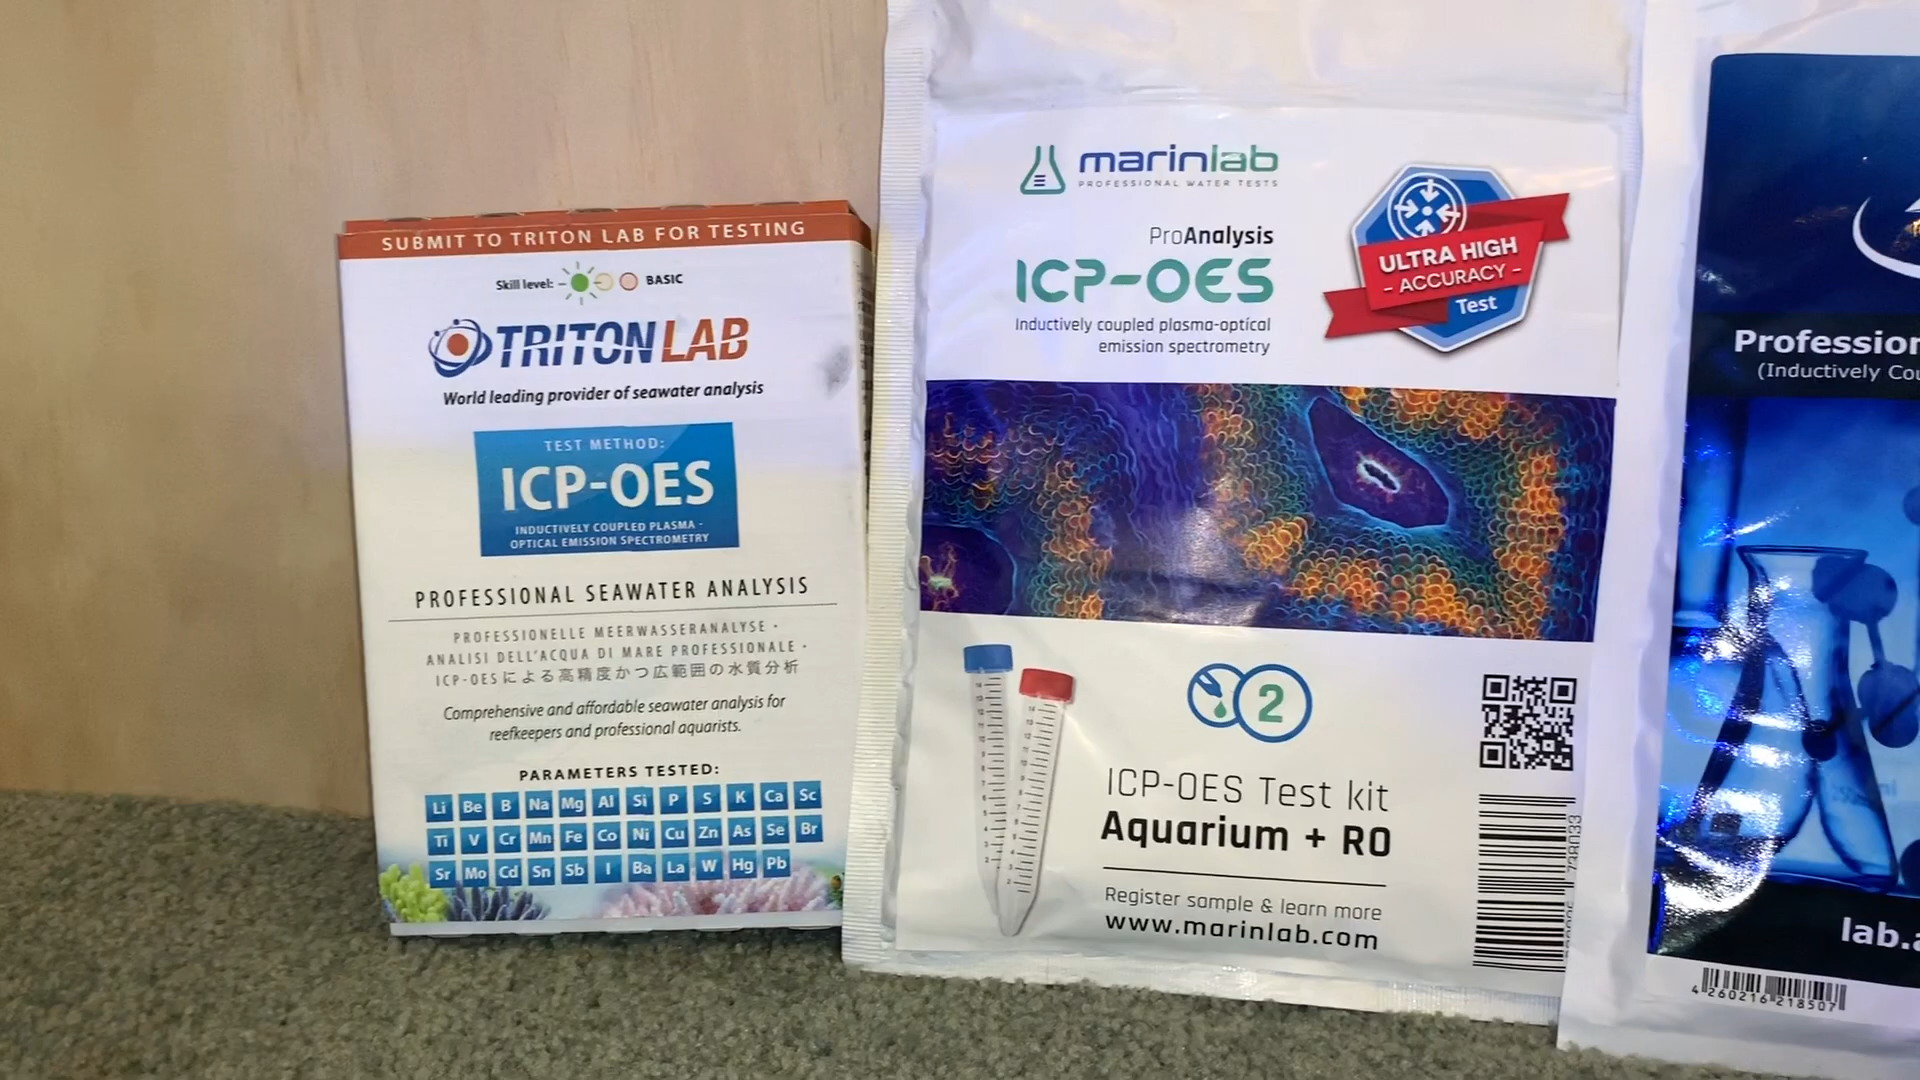 SUBMIT TO TRITON LAB FOR TESTING
Skill level: BASIC
TRITON LAB
World leading provider of seawater analysis
TEST METHOD:
ICP-OES
INDUCTIVELY COUPLED PLASMA -
OPTICAL EMISSION SPECTROMETRY
PROFESSIONAL SEAWATER ANALYSIS
PROFESSIONELLE MEERWASSERANALYSE •
ANALISI DELL'ACQUA DI MARE PROFESSIONALE •
ICP-OESによる高精度かつ広範囲の水質分析
Comprehensive and affordable seawater analysis for
reefkeepers and professional aquarists.
PARAMETERS TESTED:
Li Be B Na Mg Al Si P S K Ca Sc
Ti V Cr Mn Fe Co Ni Cu Zn As Se Br
Sr Mo Cd Sn Sb I Ba La W Hg Pb
marinlab
PROFESSIONAL WATER TESTS
ProAnalysis
ICP-OES
Inductively coupled plasma-optical
emission spectrometry
ULTRA HIGH
- ACCURACY -
Test
2
ICP-OES Test kit
Aquarium + RO
Register sample & learn more
www.marinlab.com
Profession
(Inductively Cou
lab.a
4 260216 218507